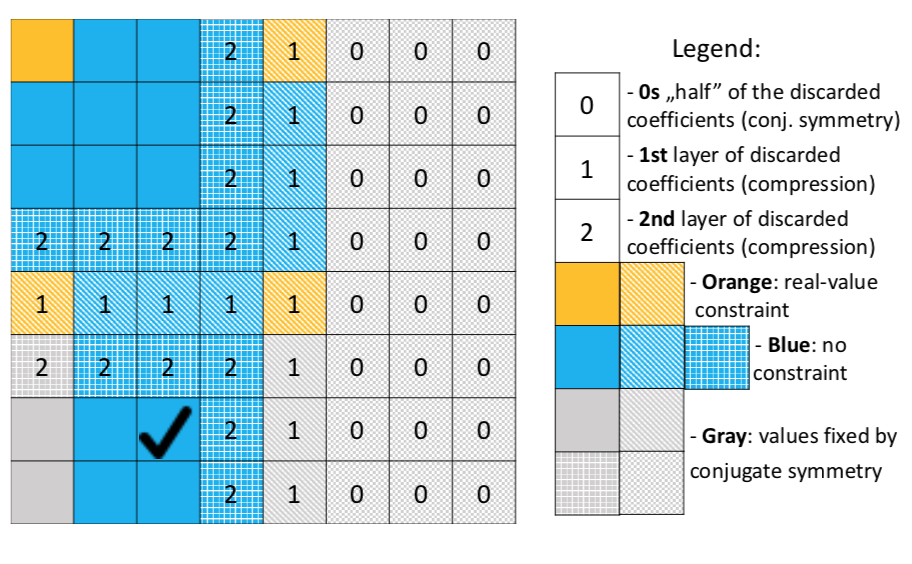 2 1 0 0 0
2 1 0 0 0
2 1 0 0 0
2 2 2 2 1 0 0 0
1 1 1 1 1 0 0 0
2 2 2 2 1 0 0 0
2 1 0 0 0
2 1 0 0 0
Legend:
0 - 0s „half” of the discarded
coefficients (conj. symmetry)
1 - 1st layer of discarded
coefficients (compression)
2 - 2nd layer of discarded
coefficients (compression)
- Orange: real-value
constraint
- Blue: no
constraint
- Gray: values fixed by
conjugate symmetry